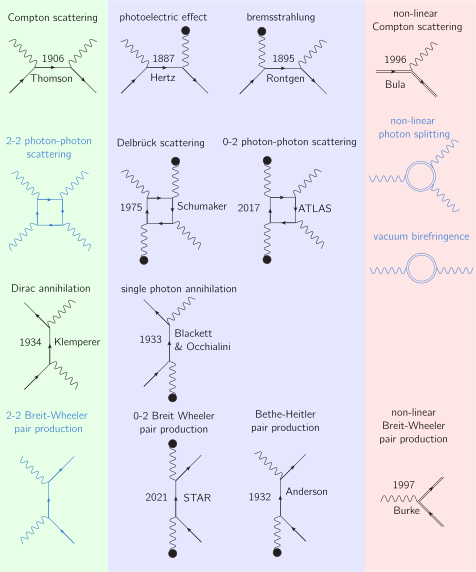 Compton scattering
1906
Thomson
photoelectric effect
1887
Hertz
bremsstrahlung
1895
Rontgen
non-linear
Compton scattering
1996
Bula
2-2 photon-photon
scattering
Delbrück scattering
1975
Schumaker
0-2 photon-photon scattering
2017
ATLAS
non-linear
photon splitting
vacuum birefringence
Dirac annihilation
1934
Klemperer
single photon annihilation
1933
Blackett
& Occhialini
2-2 Breit-Wheeler
pair production
0-2 Breit Wheeler
pair production
2021
STAR
Bethe-Heitler
pair production
1932
Anderson
non-linear
Breit-Wheeler
pair production
1997
Burke